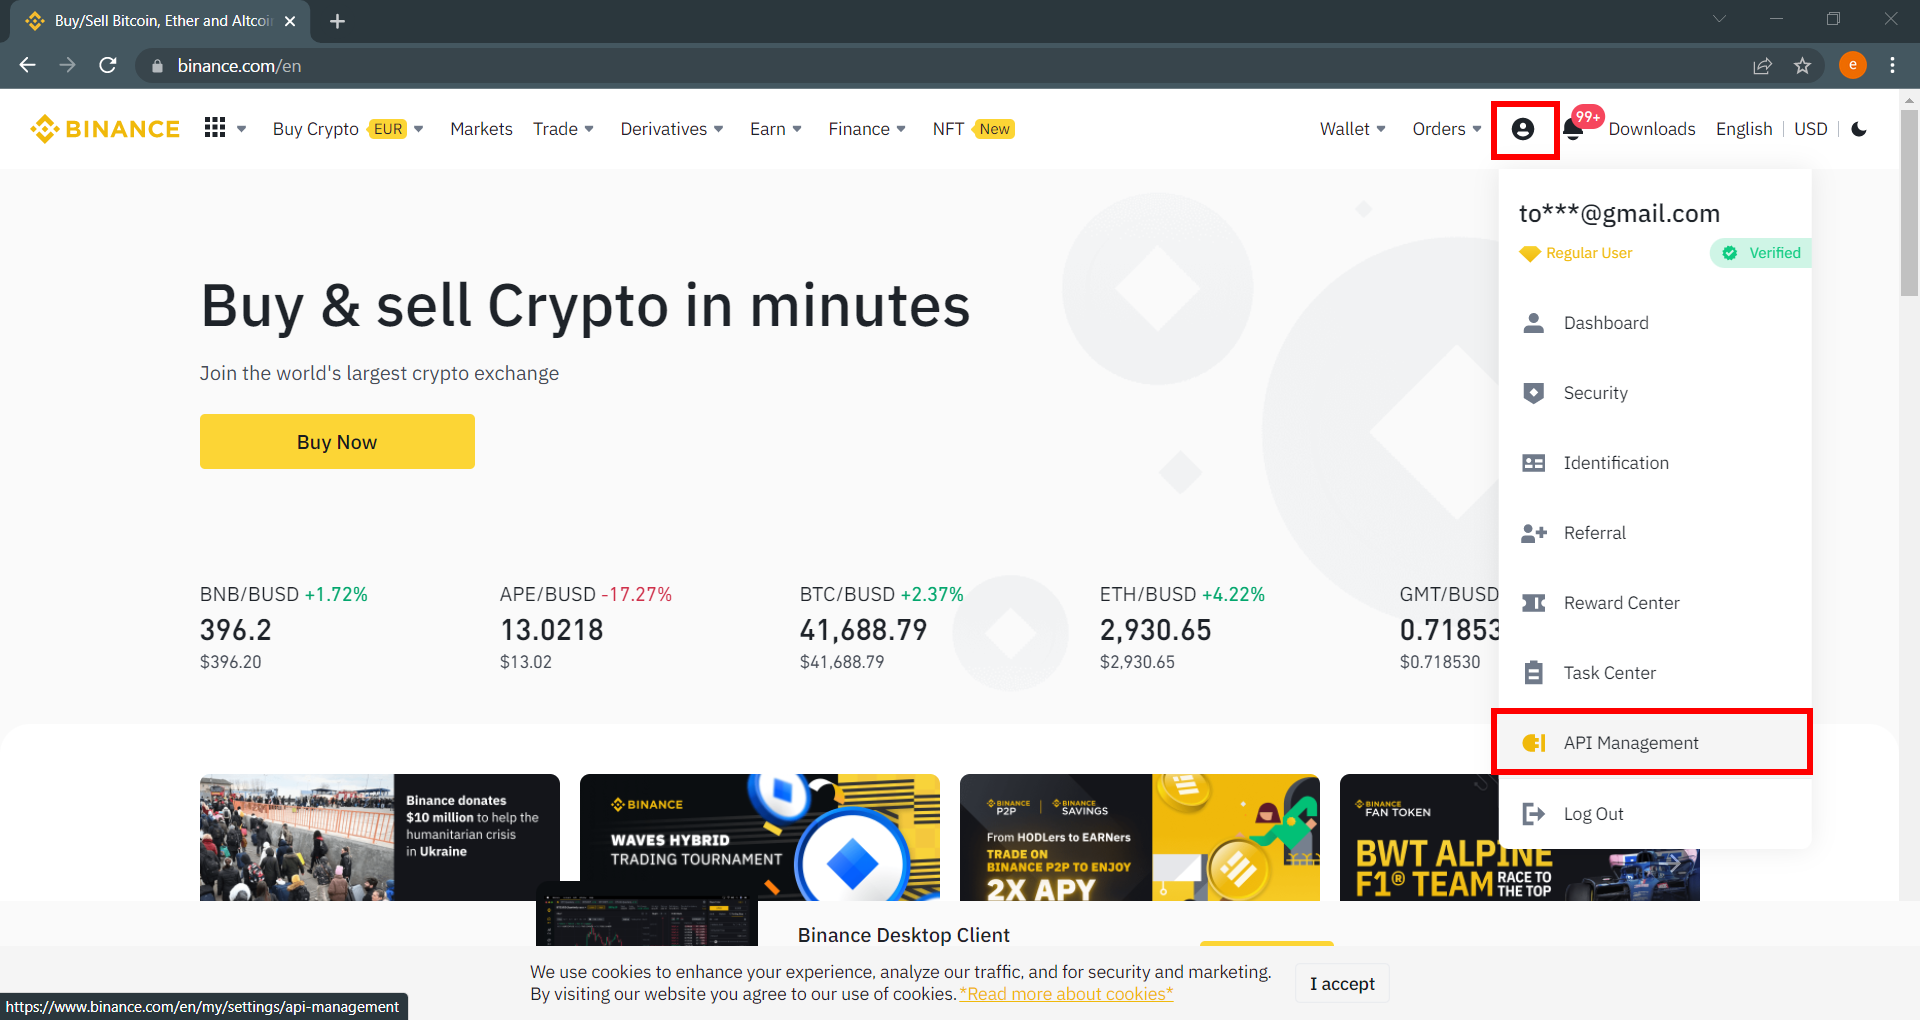 Buy/Sell Bitcoin, Ether and Altcoin
binance.com/en
e
BINANCE
Buy Crypto EUR
Markets
Trade
Derivatives
Earn
Finance
NFT New
Wallet
Orders
99+
Downloads
English
USD
to***@gmail.com
Regular User
Verified
Dashboard
Security
Identification
Referral
Reward Center
Task Center
API Management
Log Out
Buy & sell Crypto in minutes
Join the world's largest crypto exchange
Buy Now
BNB/BUSD +1.72%
396.2
$396.20
APE/BUSD -17.27%
13.0218
$13.02
BTC/BUSD +2.37%
41,688.79
$41,688.79
ETH/BUSD +4.22%
2,930.65
$2,930.65
GMT/BUSD
0.71853
$0.718530
Binance donates
$10 million to help the
humanitarian crisis
in Ukraine
BINANCE
WAVES HYBRID
TRADING TOURNAMENT
BINANCE P2P
BINANCE SAVINGS
From HODLers to EARNers
TRADE ON
BINANCE P2P TO ENJOY
2X APY
BINANCE
FAN TOKEN
BWT ALPINE
F1® TEAM RACE TO
THE TOP
Binance Desktop Client
We use cookies to enhance your experience, analyze our traffic, and for security and marketing.
By visiting our website you agree to our use of cookies. *Read more about cookies*
I accept
https://www.binance.com/en/my/settings/api-management